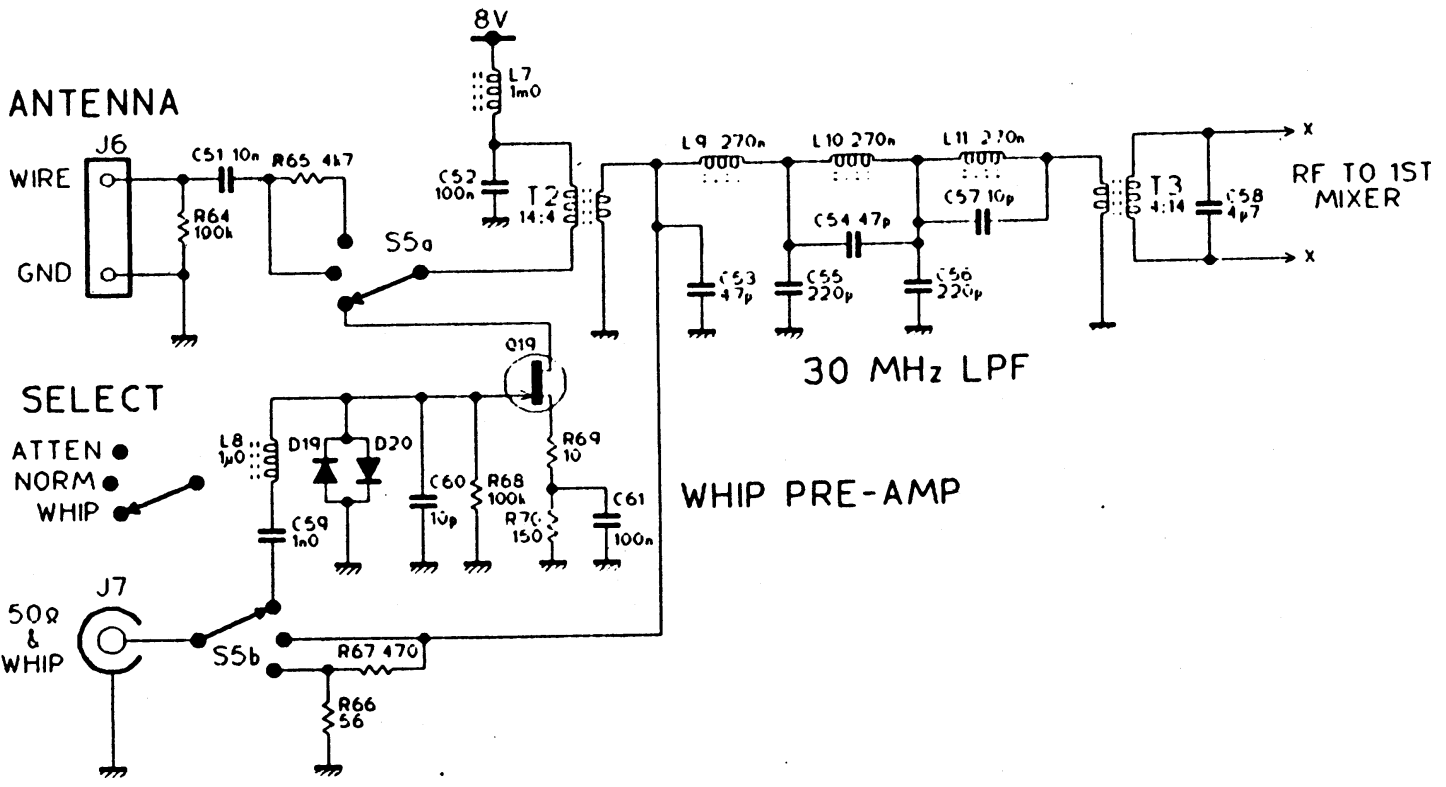 8V
L7
1m0
ANTENNA
J6
WIRE
GND
C51 10n
R65 4k7
R64
100k
S5a
C52
100n
T2
14:4
L9 270n
L10 270n
L11 270n
C54 47p
C57 10p
C53
47p
C55
220p
C56
220p
T3
4:14
C58
4p7
X
RF TO 1ST
MIXER
X
30 MHz LPF
Q19
SELECT
ATTEN
NORM
WHIP
L8
1µ0
D19
D20
C60
10p
R68
100k
R69
10
R70
150
C61
100n
WHIP PRE-AMP
C59
1n0
J7
50Ω
&
WHIP
S5b
R67 470
R66
56